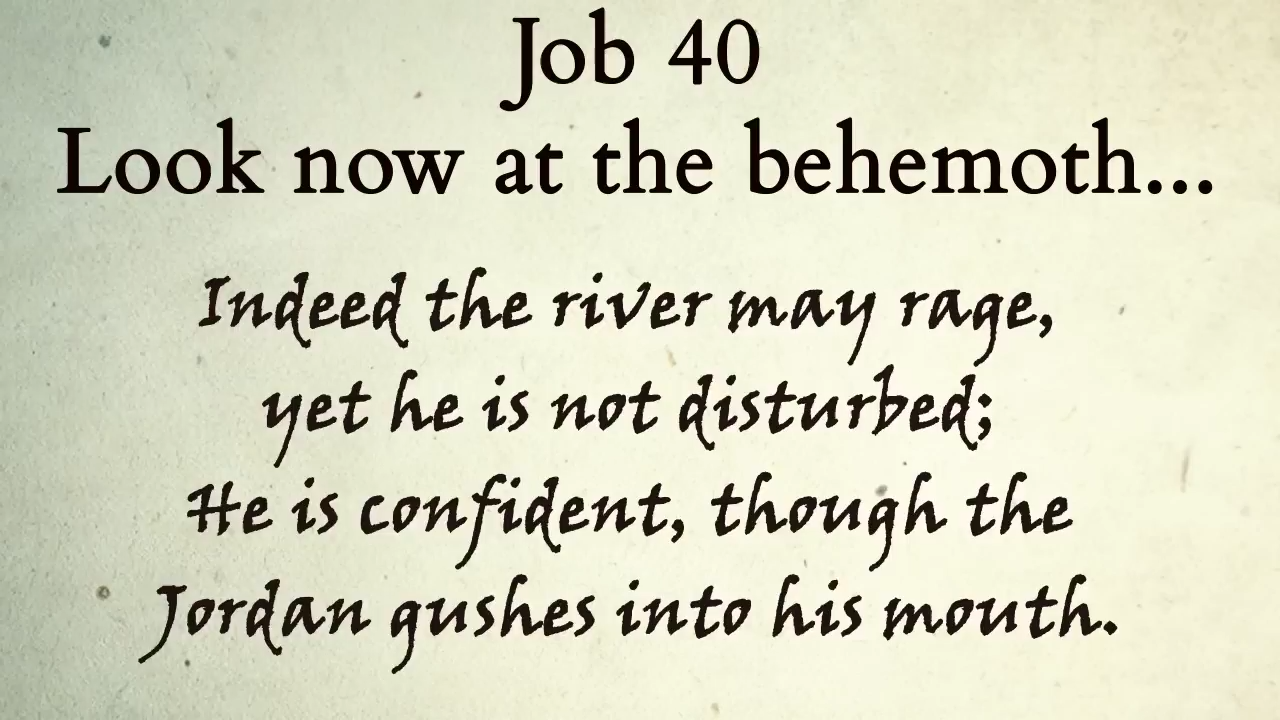 Job 40
Look now at the behemoth...
Indeed the river may rage,
yet he is not disturbed;
He is confident, though the
Jordan gushes into his mouth.